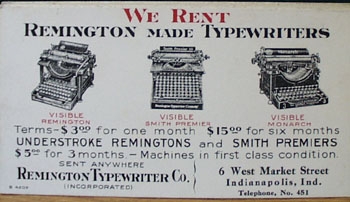 WE RENT
REMINGTON MADE TYPEWRITERS
VISIBLE
REMINGTON
VISIBLE
SMITH PREMIER
VISIBLE
MONARCH
Terms-$3.00 for one month $15.00 for six months
UNDERSTROKE REMINGTONS and SMITH PREMIERS
$5.00 for 3 months.-Machines in first class condition.
SENT ANYWHERE
REMINGTON TYPEWRITER CO.
(INCORPORATED)
6 West Market Street
Indianapolis, Ind.
Telephone, No. 451